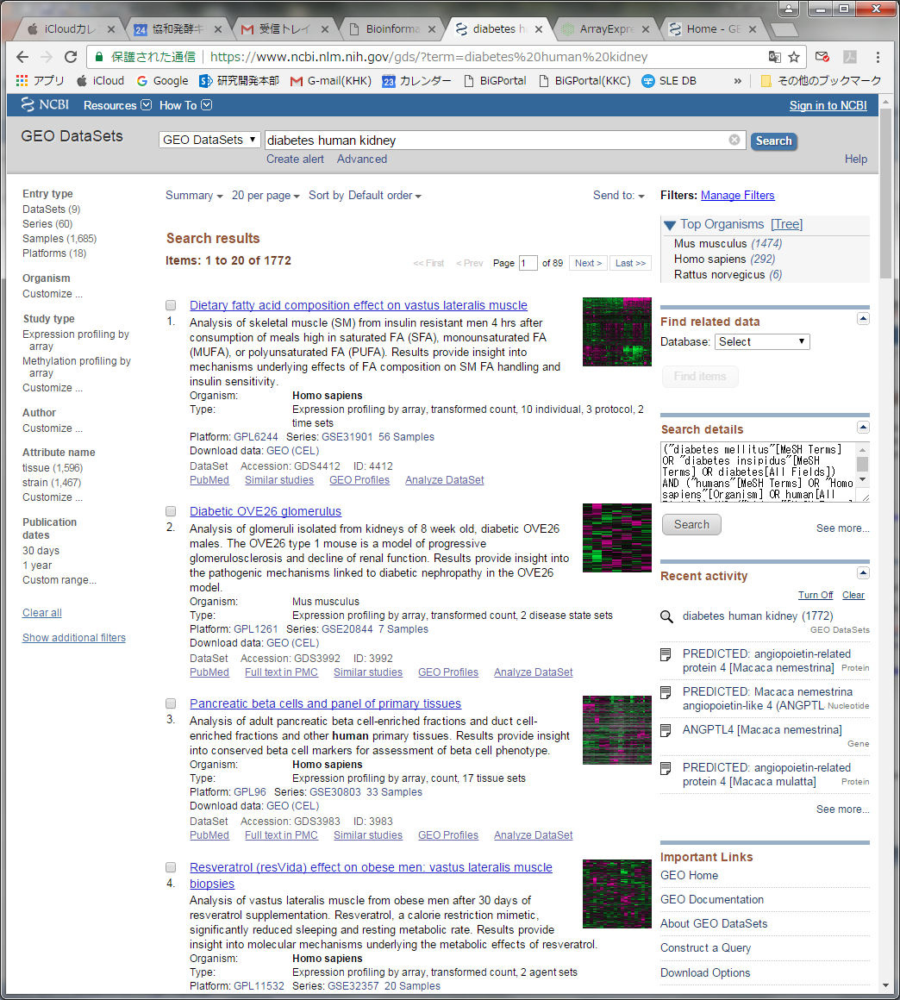 iCloudカレ
協和発酵キ
受信トレイ
Bioinforma
diabetes h
ArrayExpre
Home - GE
保護された通信
https://www.ncbi.nlm.nih.gov/gds/?term=diabetes%20human%20kidney
アプリ
iCloud
Google
研究開発本部
G-mail(KHK)
カレンダー
BiGPortal
BiGPortal(KKC)
SLE DB
»
その他のブックマーク
NCBI
Resources
How To
Sign in to NCBI
GEO DataSets
GEO DataSets
diabetes human kidney
Search
Create alert
Advanced
Help
Entry type
DataSets (9)
Series (60)
Samples (1,685)
Platforms (18)
Organism
Customize ...
Study type
Expression profiling by
array
Methylation profiling by
array
Customize ...
Author
Customize ...
Attribute name
tissue (1,596)
strain (1,467)
Customize ...
Publication
dates
30 days
1 year
Custom range...
Clear all
Show additional filters
Summary
20 per page
Sort by Default order
Send to:
Search results
Items: 1 to 20 of 1772
<< First
< Prev
Page 1 of 89
Next >
Last >>
Dietary fatty acid composition effect on vastus lateralis muscle
1. Analysis of skeletal muscle (SM) from insulin resistant men 4 hrs after
consumption of meals high in saturated FA (SFA), monounsaturated FA
(MUFA), or polyunsaturated FA (PUFA). Results provide insight into
mechanisms underlying effects of FA composition on SM FA handling and
insulin sensitivity.
Organism: Homo sapiens
Type: Expression profiling by array, transformed count, 10 individual, 3 protocol, 2
time sets
Platform: GPL6244 Series: GSE31901 56 Samples
Download data: GEO (CEL)
DataSet Accession: GDS4412 ID: 4412
PubMed Similar studies GEO Profiles Analyze DataSet
Diabetic OVE26 glomerulus
2. Analysis of glomeruli isolated from kidneys of 8 week old, diabetic OVE26
males. The OVE26 type 1 mouse is a model of progressive
glomerulosclerosis and decline of renal function. Results provide insight into
the pathogenic mechanisms linked to diabetic nephropathy in the OVE26
model.
Organism: Mus musculus
Type: Expression profiling by array, transformed count, 2 disease state sets
Platform: GPL1261 Series: GSE20844 7 Samples
Download data: GEO (CEL)
DataSet Accession: GDS3992 ID: 3992
PubMed Full text in PMC Similar studies GEO Profiles Analyze DataSet
Pancreatic beta cells and panel of primary tissues
3. Analysis of adult pancreatic beta cell-enriched fractions and duct cell-
enriched fractions and other human primary tissues. Results provide insight
into conserved beta cell markers for assessment of beta cell phenotype.
Organism: Homo sapiens
Type: Expression profiling by array, count, 17 tissue sets
Platform: GPL96 Series: GSE30803 33 Samples
Download data: GEO (CEL)
DataSet Accession: GDS3983 ID: 3983
PubMed Full text in PMC Similar studies GEO Profiles Analyze DataSet
Resveratrol (resVida) effect on obese men: vastus lateralis muscle
biopsies
4. Analysis of vastus lateralis muscle from obese men after 30 days of
resveratrol supplementation. Resveratrol, a calorie restriction mimetic,
significantly reduced sleeping and resting metabolic rate. Results provide
insight into molecular mechanisms underlying the metabolic effects of resveratrol.
Organism: Homo sapiens
Type: Expression profiling by array, transformed count, 2 agent sets
Platform: GPL11532 Series: GSE32357 20 Samples
Filters: Manage Filters
Top Organisms [Tree]
Mus musculus (1474)
Homo sapiens (292)
Rattus norvegicus (6)
Find related data
Database: Select
Find items
Search details
("diabetes mellitus"[MeSH Terms]
OR "diabetes insipidus"[MeSH
Terms] OR diabetes[All Fields])
AND ("humans"[MeSH Terms] OR "Homo
sapiens"[Organism] OR human[All
Search
See more...
Recent activity
Turn Off Clear
diabetes human kidney (1772)
GEO DataSets
PREDICTED: angiopoietin-related
protein 4 [Macaca nemestrina] Protein
PREDICTED: Macaca nemestrina
angiopoietin-like 4 (ANGPTL Nucleotide
ANGPTL4 [Macaca nemestrina]
Gene
PREDICTED: angiopoietin-related
protein 4 [Macaca mulatta] Protein
See more...
Important Links
GEO Home
GEO Documentation
About GEO DataSets
Construct a Query
Download Options